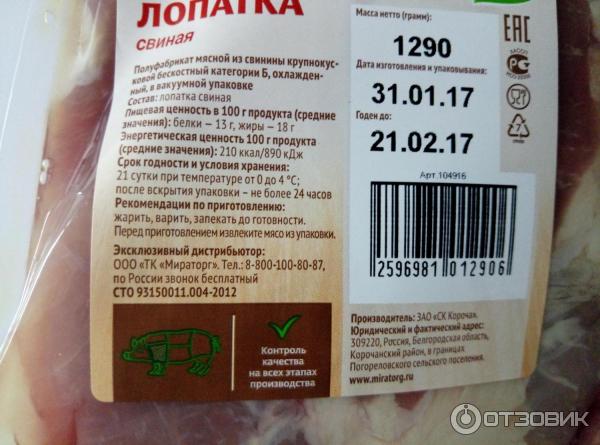 ЛОПАТКА
свиная
Полуфабрикат мясной из свинины крупнокус-
ковой бескостный категории Б, охлажден-
ный, в вакуумной упаковке
Состав: лопатка свиная
Пищевая ценность в 100 г продукта (средние
значения): белки — 13 г, жиры — 18 г
Энергетическая ценность 100 г продукта
(средние значения): 210 ккал/890 кДж
Срок годности и условия хранения:
21 сутки при температуре от 0 до 4 °С;
после вскрытия упаковки – не более 24 часов
Рекомендации по приготовлению:
жарить, варить, запекать до готовности.
Перед приготовлением извлеките мясо из упаковки.
Эксклюзивный дистрибьютор:
ООО «ТК «Мираторг». Тел.: 8-800-100-80-87,
по России звонок бесплатный
СТО 93150011.004-2012
Контроль
качества
на всех этапах
производства
Масса нетто (грамм):
1290
Дата изготовления и упаковывания:
31.01.17
Годен до:
21.02.17
Арт.104916
2596981 012906
Производитель: ЗАО «СК Короча».
Юридический и фактический адрес:
309220, Россия, Белгородская область,
Корочанский район, в границах
Погореловского сельского поселения.
www.miratorg.ru
ЕАС
РСТ
ОТЗОВИК